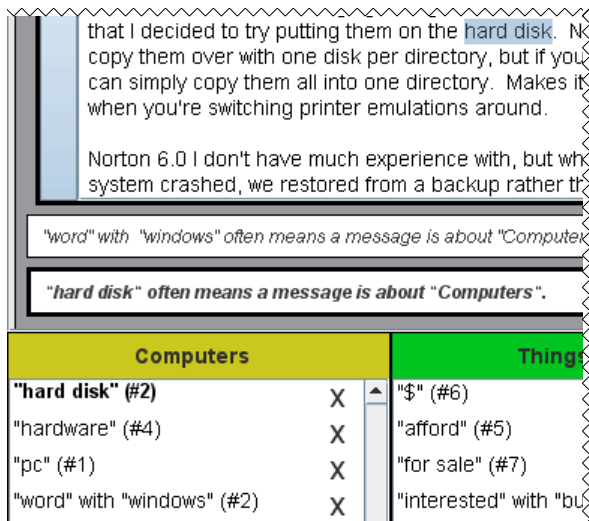 that I decided to try putting them on the hard disk.
copy them over with one disk per directory, but if you
can simply copy them all into one directory.  Makes it
when you're switching printer emulations around.
Norton 6.0 I don't have much experience with, but
system crashed, we restored from a backup rather
"word" with "windows" often means a message is about
"hard disk" often means a message is about "Computers".
Computers
Things
"hard disk" (#2) X "$" (#6)
"hardware" (#4) X "afford" (#5)
"pc" (#1) X "for sale" (#7)
"word" with "windows" (#2) X "interested" with